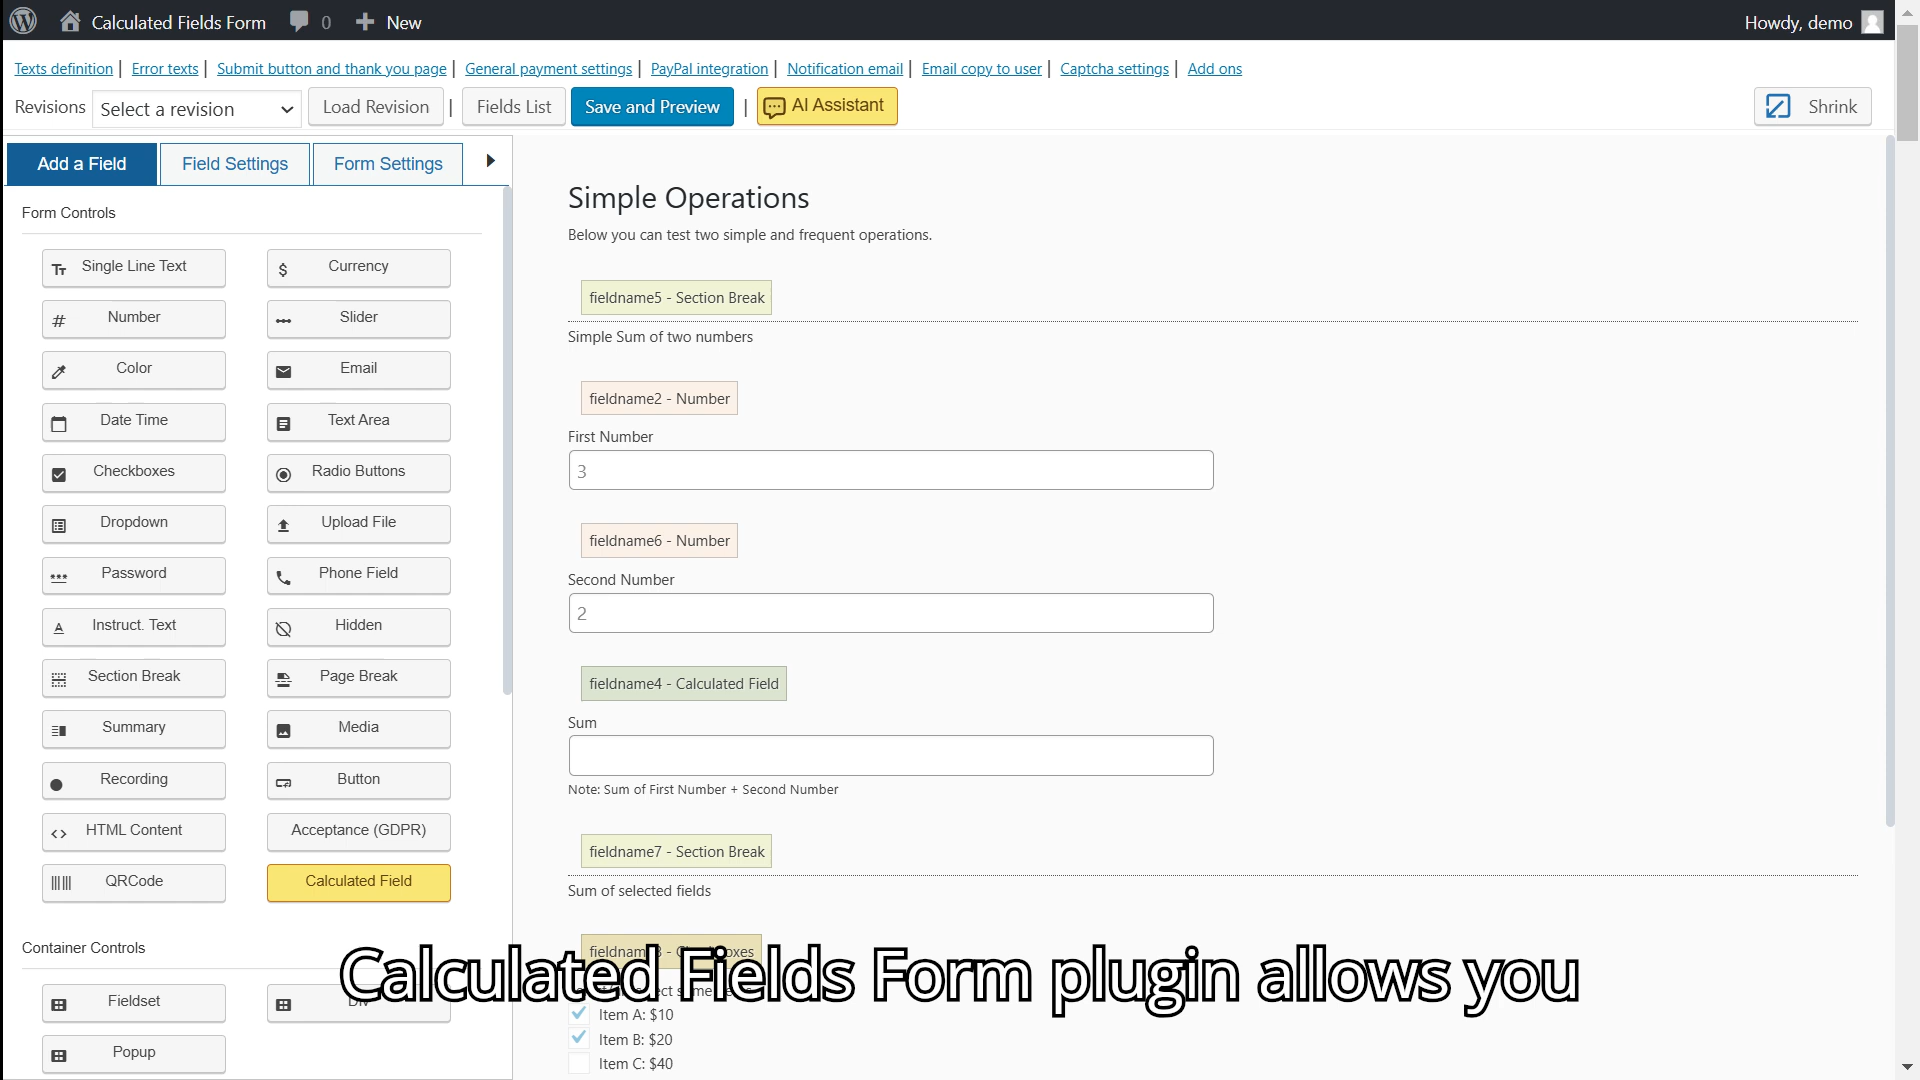 Calculated Fields Form 0 New Howdy, demo
Texts definition | Error texts | Submit button and thank you page | General payment settings | PayPal integration | Notification email | Email copy to user | Captcha settings | Add ons
Revisions Select a revision Load Revision | Fields List Save and Preview | AI Assistant Shrink
Add a Field Field Settings Form Settings
Form Controls
Single Line Text Currency
Number Slider
Color Email
Date Time Text Area
Checkboxes Radio Buttons
Dropdown Upload File
Password Phone Field
Instruct. Text Hidden
Section Break Page Break
Summary Media
Recording Button
HTML Content Acceptance (GDPR)
QRCode Calculated Field
Container Controls
Fieldset
Popup
Simple Operations
Below you can test two simple and frequent operations.
fieldname5 - Section Break
Simple Sum of two numbers
fieldname2 - Number
First Number
3
fieldname6 - Number
Second Number
2
fieldname4 - Calculated Field
Sum
Note: Sum of First Number + Second Number
fieldname7 - Section Break
Sum of selected fields
Item A: $10
Item B: $20
Item C: $40
Calculated Fields Form plugin allows you